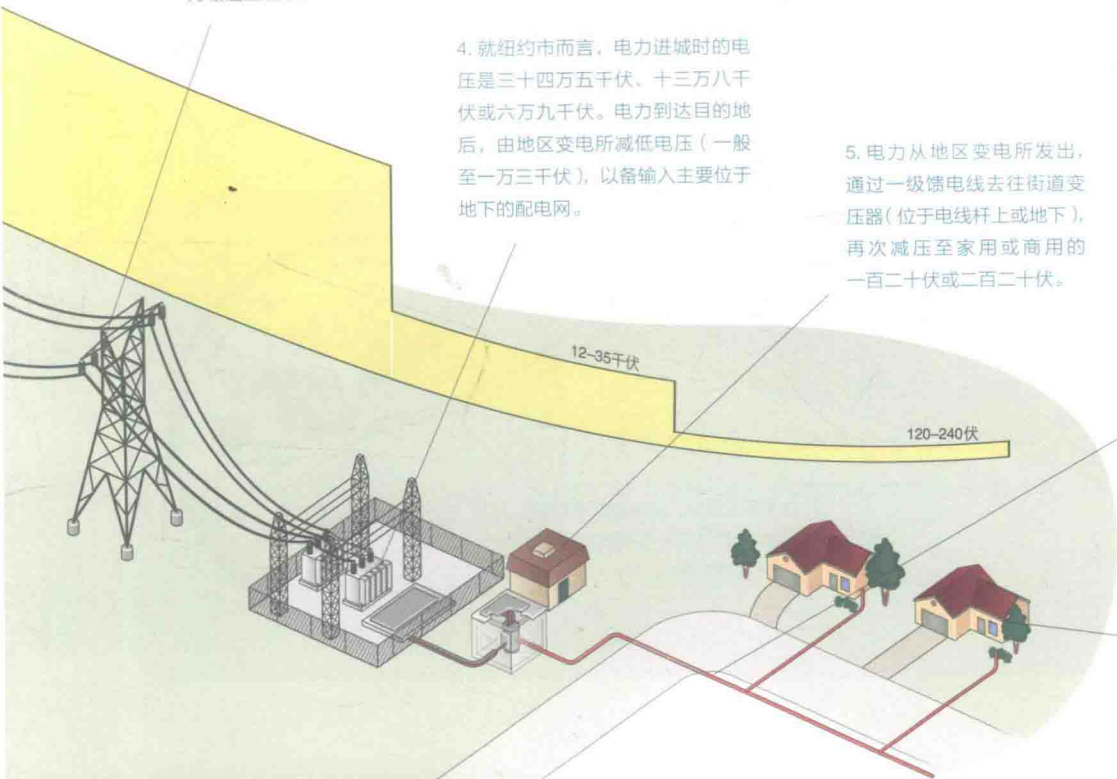 4. 就纽约市而言，电力进城时的电
压是三十四万五千伏、十三万八千
伏或六万九千伏。电力到达目的地
后，由地区变电所减低电压（一般
至一万三千伏），以备输入主要位于
地下的配电网。
5. 电力从地区变电所发出，
通过一级馈电线去往街道变
压器（位于电线杆上或地下），
再次减压至家用或商用的
一百二十伏或二百二十伏。
12–35千伏
120–240伏